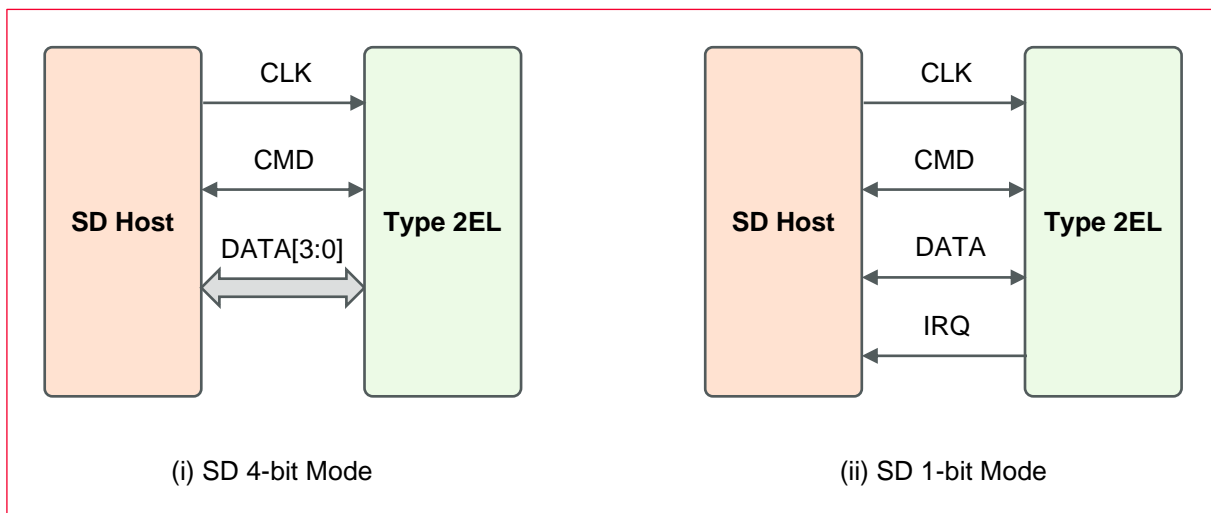 CLK
CMD
SD Host
Type 2EL
DATA[3:0]
(i) SD 4-bit Mode
CLK
CMD
SD Host
DATA
Type 2EL
IRQ
(ii) SD 1-bit Mode